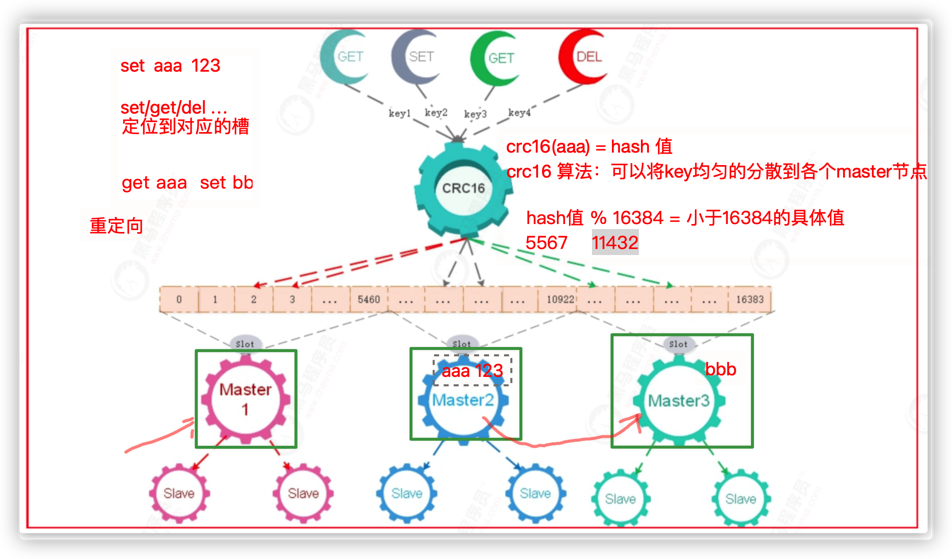 GET SET GET DEL
set aaa 123
set/get/del ...
定位到对应的槽
key1 key2 key3 key4
crc16(aaa) = hash 值
crc16 算法：可以将key均匀的分散到各个master节点
CRC16
get aaa set bb
重定向
hash值 % 16384 = 小于16384的具体值
5567 11432
0 1 2 3 ... 5460 ... ... ... ... 10922 ... ... ... ... 16383
Slot Slot Slot
aaa 123
bbb
Master
1
Master2
Master3
Slave Slave Slave Slave Slave Slave